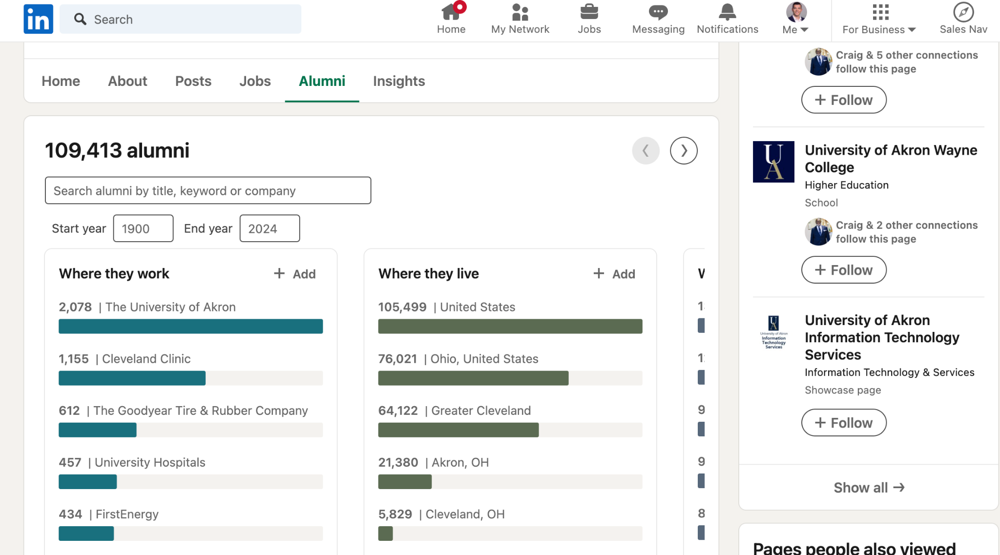 in
Search
Home
My Network
Jobs
Messaging
Notifications
Me
For Business
Sales Nav
Home
About
Posts
Jobs
Alumni
Insights
109,413 alumni
Search alumni by title, keyword or company
Start year 1900 End year 2024
Where they work
+ Add
2,078 | The University of Akron
1,155 | Cleveland Clinic
612 | The Goodyear Tire & Rubber Company
457 | University Hospitals
434 | FirstEnergy
Where they live
+ Add
105,499 | United States
76,021 | Ohio, United States
64,122 | Greater Cleveland
21,380 | Akron, OH
5,829 | Cleveland, OH
W
1
1
9
9
8
Craig & 5 other connections
follow this page
+ Follow
UA
University of Akron Wayne
College
Higher Education
School
Craig & 2 other connections
follow this page
+ Follow
UA
University of Akron
Information
Technology
Services
University of Akron
Information Technology
Services
Information Technology & Services
Showcase page
+ Follow
Show all →
Pages people also viewed